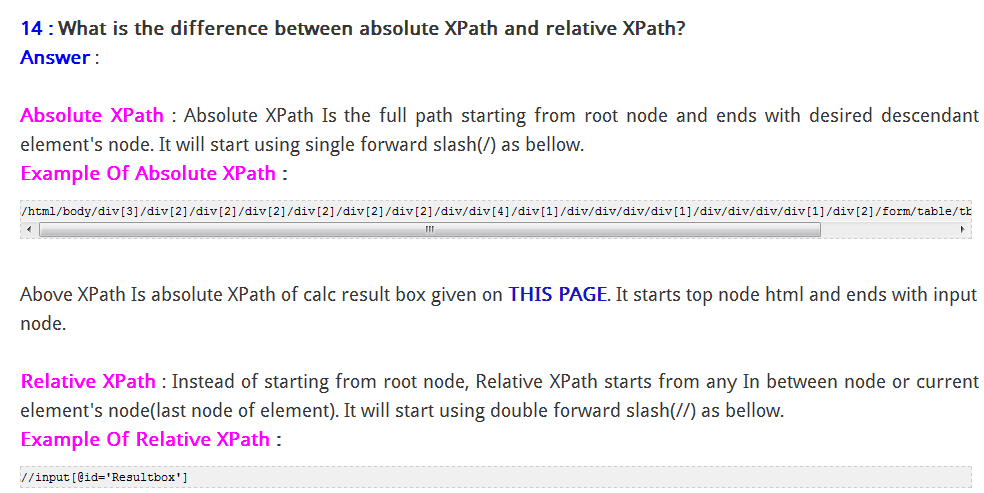 14 : What is the difference between absolute XPath and relative XPath?
Answer :
Absolute XPath : Absolute XPath Is the full path starting from root node and ends with desired descendant
element's node. It will start using single forward slash(/) as bellow.
Example Of Absolute XPath :
/html/body/div[3]/div[2]/div[2]/div[2]/div[2]/div[2]/div[2]/div/div[4]/div[1]/div/div/div/div[1]/div/div/div/div[1]/div[2]/form/table/tb
Above XPath Is absolute XPath of calc result box given on THIS PAGE. It starts top node html and ends with input
node.
Relative XPath : Instead of starting from root node, Relative XPath starts from any In between node or current
element's node(last node of element). It will start using double forward slash(//) as bellow.
Example Of Relative XPath :
//input[@id='Resultbox']